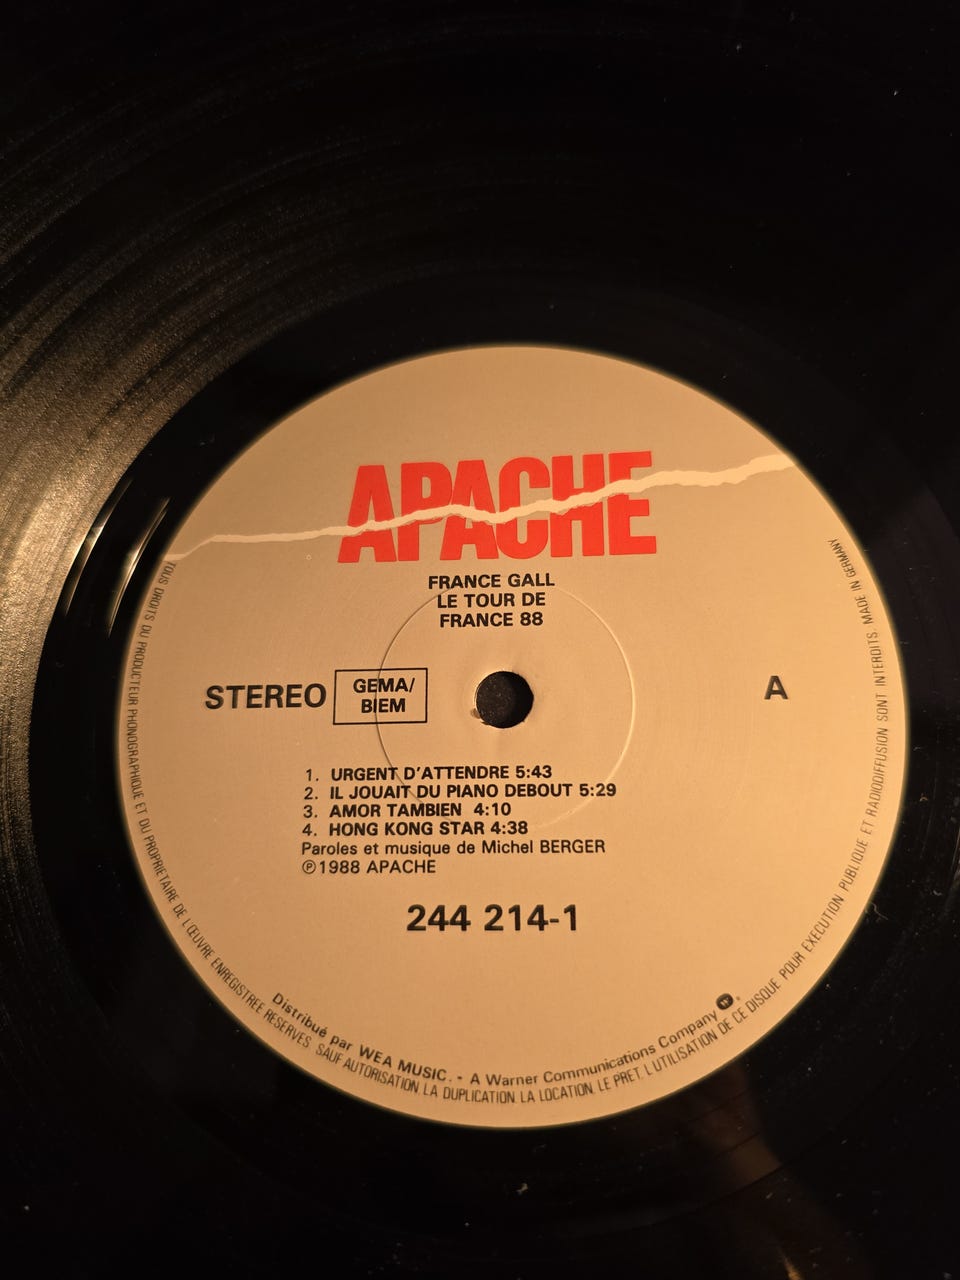 APACHE
FRANCE GALL
LE TOUR DE
FRANCE 88
STEREO
GEMA/
BIEM
A
1. URGENT D'ATTENDRE 5:43
2. IL JOUAIT DU PIANO DEBOUT 5:29
3. AMOR TAMBIEN 4:10
4. HONG KONG STAR 4:38
Paroles et musique de Michel BERGER
℗1988 APACHE
244 214-1
Distribué par WEA MUSIC. - A Warner Communications Company
TOUS DROITS DU PRODUCTEUR PHONOGRAPHIQUE ET DU PROPRIETAIRE DE L'ŒUVRE ENREGISTREE RESERVES. SAUF AUTORISATION LA DUPLICATION LA LOCATION, LE PRET, L'UTILISATION DE CE DISQUE POUR EXECUTION PUBLIQUE ET RADIODIFFUSION SONT INTERDITS. MADE IN GERMANY